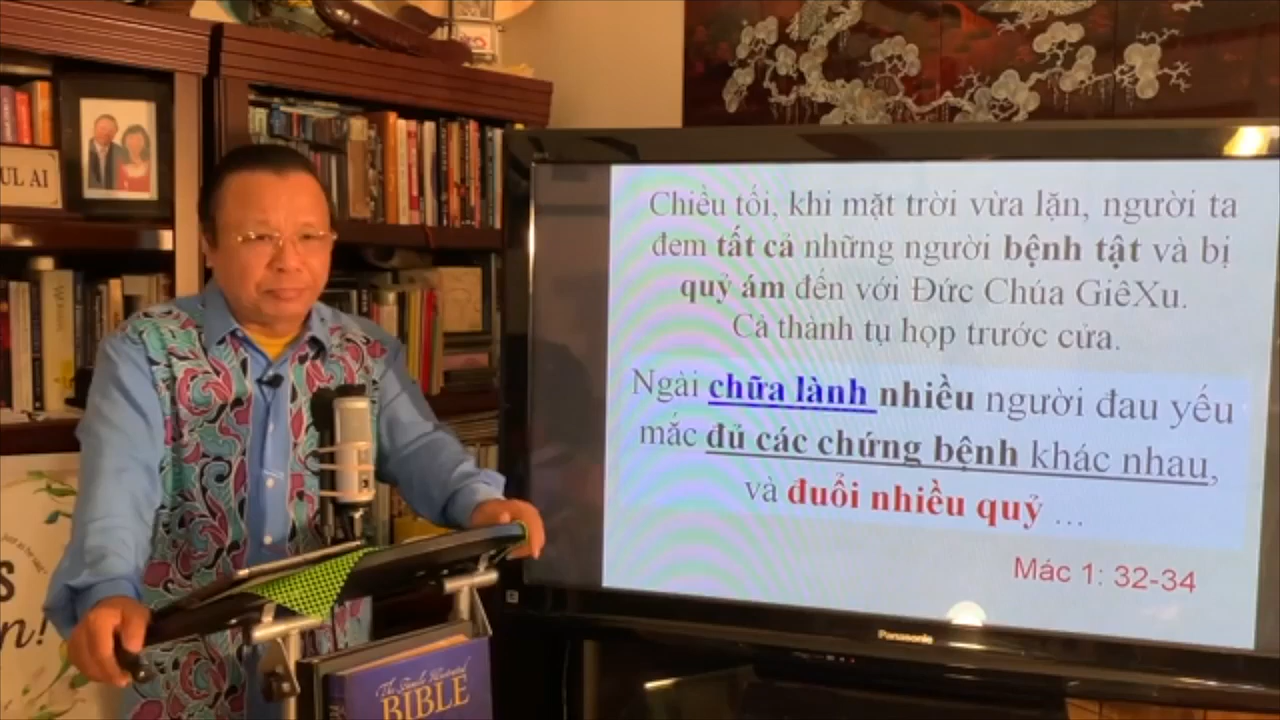 UL AI
Chiều tối, khi mặt trời vừa lặn, người ta
đem tất cả những người bệnh tật và bị
quỷ ám đến với Đức Chúa GiêXu.
Cả thành tụ họp trước cửa.
Ngài chữa lành nhiều người đau yếu
mắc đủ các chứng bệnh khác nhau,
và đuổi nhiều quỷ ...
Mác 1: 32-34
Panasonic
BIBLE